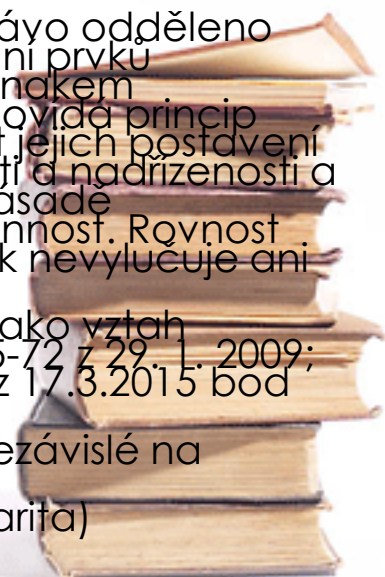 ávo odděleno
ní prvků
nakem
ovídá princip
t jejich postavení
ti a nadřízenosti a
ásadě
nnost. Rovnost
k nevylučuje ani
ako vztah
-72 z 29. 1. 2009;
z 17.3.2015 bod
ezávislé na
arita)